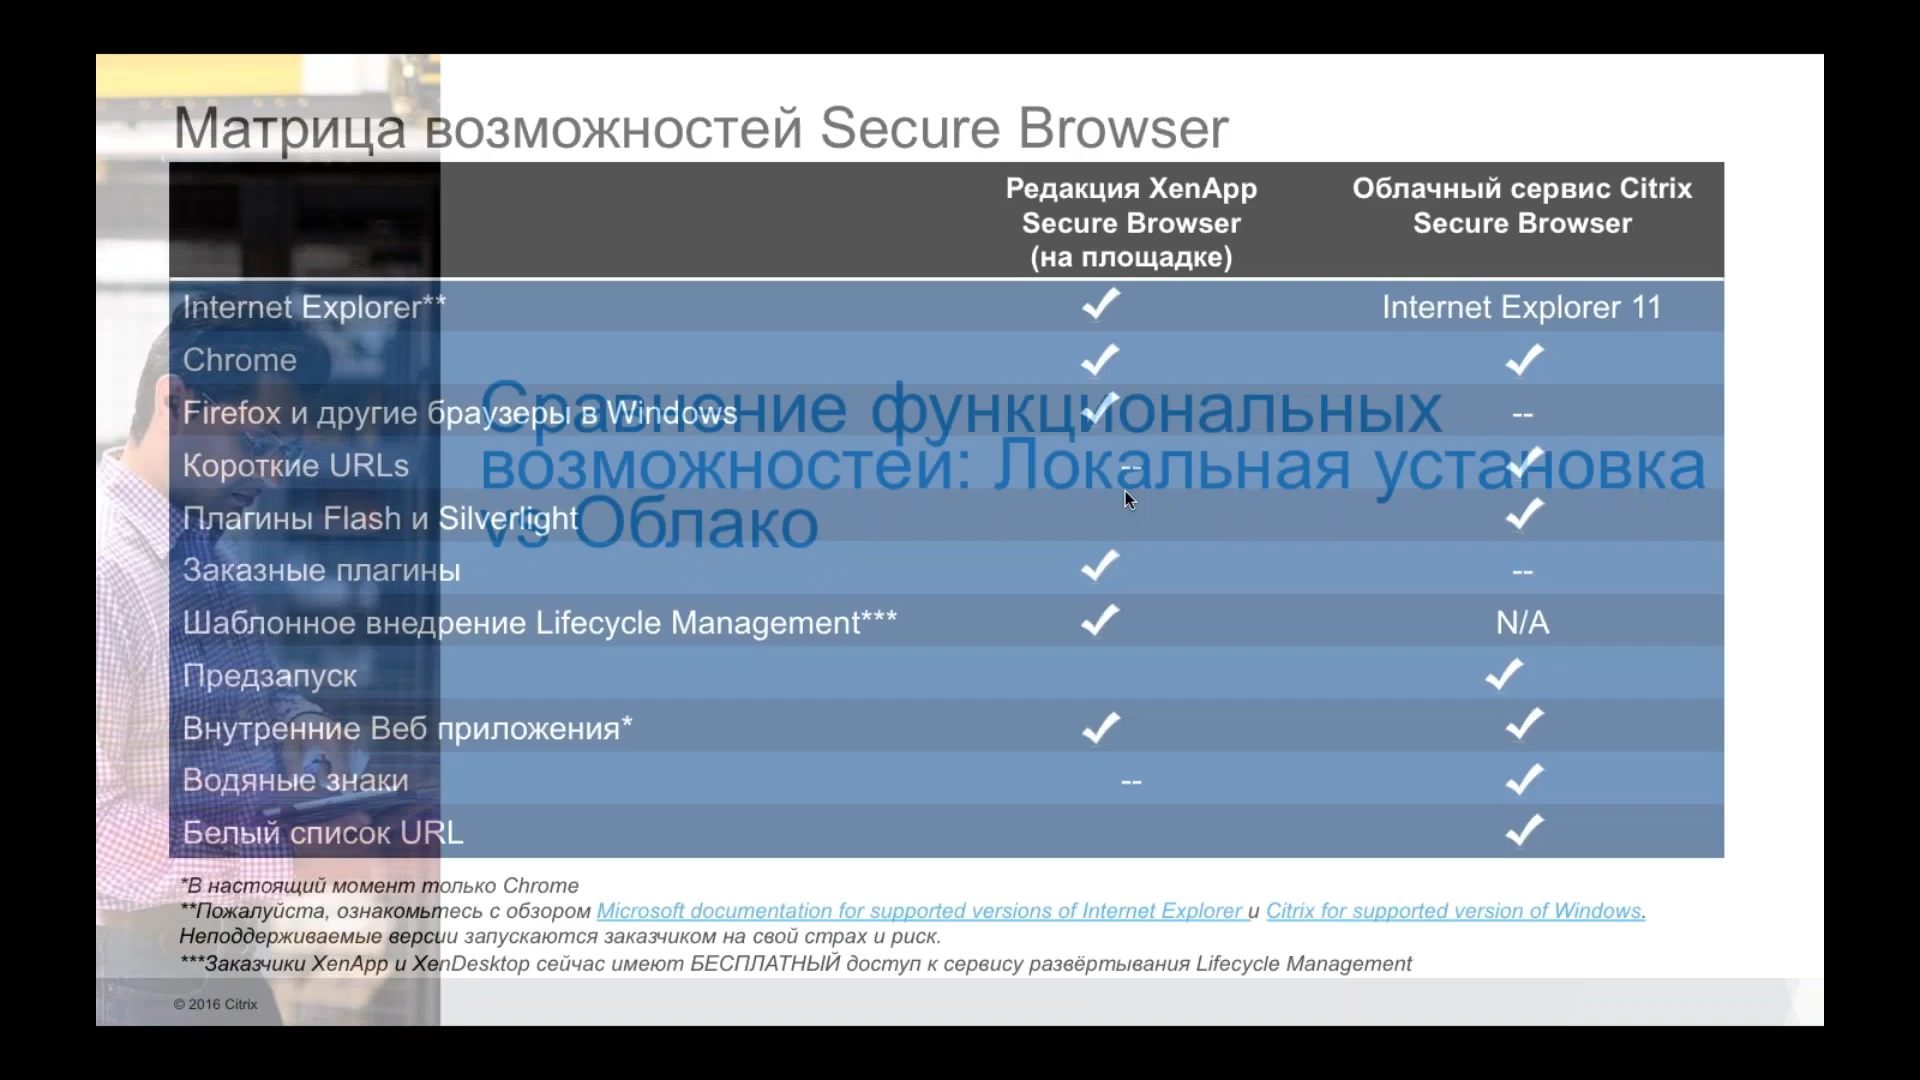 Матрица возможностей Secure Browser
Редакция XenApp
Secure Browser
(на площадке)
Облачный сервис Citrix
Secure Browser
Internet Explorer** ✓ Internet Explorer 11
Chrome ✓ ✓
Firefox и другие браузеры в Windows ✓ --
Короткие URLs -- ✓
Плагины Flash и Silverlight ✓
Заказные плагины ✓ --
Шаблонное внедрение Lifecycle Management*** ✓ N/A
Предзапуск ✓
Внутренние Веб приложения* ✓ ✓
Водяные знаки -- ✓
Белый список URL ✓
Сравнение функциональных
возможностей: Локальная установка
vs Облако
*В настоящий момент только Chrome
**Пожалуйста, ознакомьтесь с обзором Microsoft documentation for supported versions of Internet Explorer и Citrix for supported version of Windows.
Неподдерживаемые версии запускаются заказчиком на свой страх и риск.
***Заказчики XenApp и XenDesktop сейчас имеют БЕСПЛАТНЫЙ доступ к сервису развёртывания Lifecycle Management
© 2016 Citrix